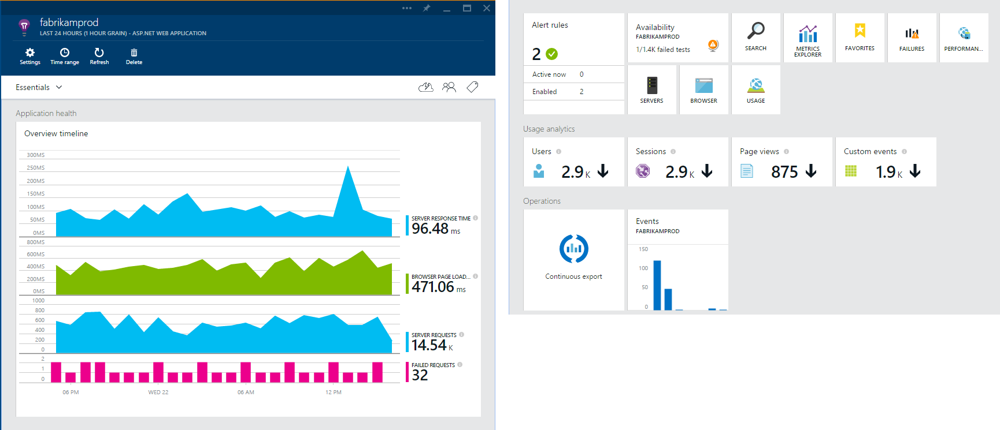 fabrikamprod
LAST 24 HOURS (1 HOUR GRAIN) - ASP.NET WEB APPLICATION
Settings
Time range
Refresh
Delete
Essentials
Application health
Overview timeline
300MS
250MS
200MS
150MS
100MS
50MS
0MS
SERVER RESPONSE TIME
96.48 ms
800MS
600MS
400MS
200MS
0MS
BROWSER PAGE LOAD...
471.06 ms
1000
800
600
400
200
0
SERVER REQUESTS
14.54 K
2
1
0
FAILED REQUESTS
32
06 PM
WED 22
06 AM
12 PM
Alert rules
2
Active now 0
Enabled 2
Availability
FABRIKAMPROD
1/1.4K failed tests
SEARCH
METRICS
EXPLORER
FAVORITES
FAILURES
PERFORMAN...
SERVERS
BROWSER
USAGE
Usage analytics
Users
2.9 K
Sessions
2.9 K
Page views
875
Custom events
1.9 K
Operations
Continuous export
Events
FABRIKAMPROD
150
100
50
0